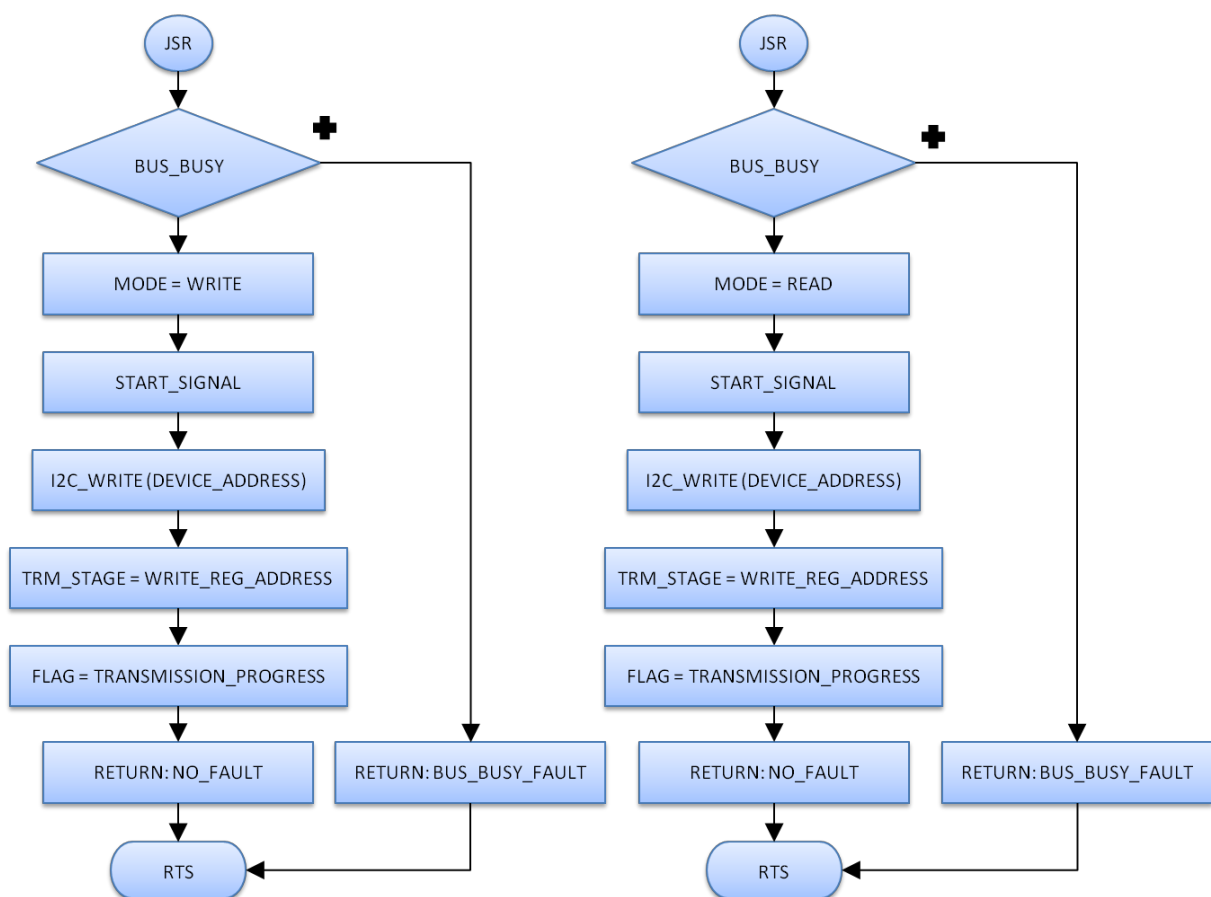 JSR
BUS_BUSY
MODE = WRITE
START_SIGNAL
I2C_WRITE (DEVICE_ADDRESS)
TRM_STAGE = WRITE_REG_ADDRESS
FLAG = TRANSMISSION_PROGRESS
RETURN: NO_FAULT
RETURN: BUS_BUSY_FAULT
RTS
JSR
BUS_BUSY
MODE = READ
START_SIGNAL
I2C_WRITE (DEVICE_ADDRESS)
TRM_STAGE = WRITE_REG_ADDRESS
FLAG = TRANSMISSION_PROGRESS
RETURN: NO_FAULT
RETURN: BUS_BUSY_FAULT
RTS